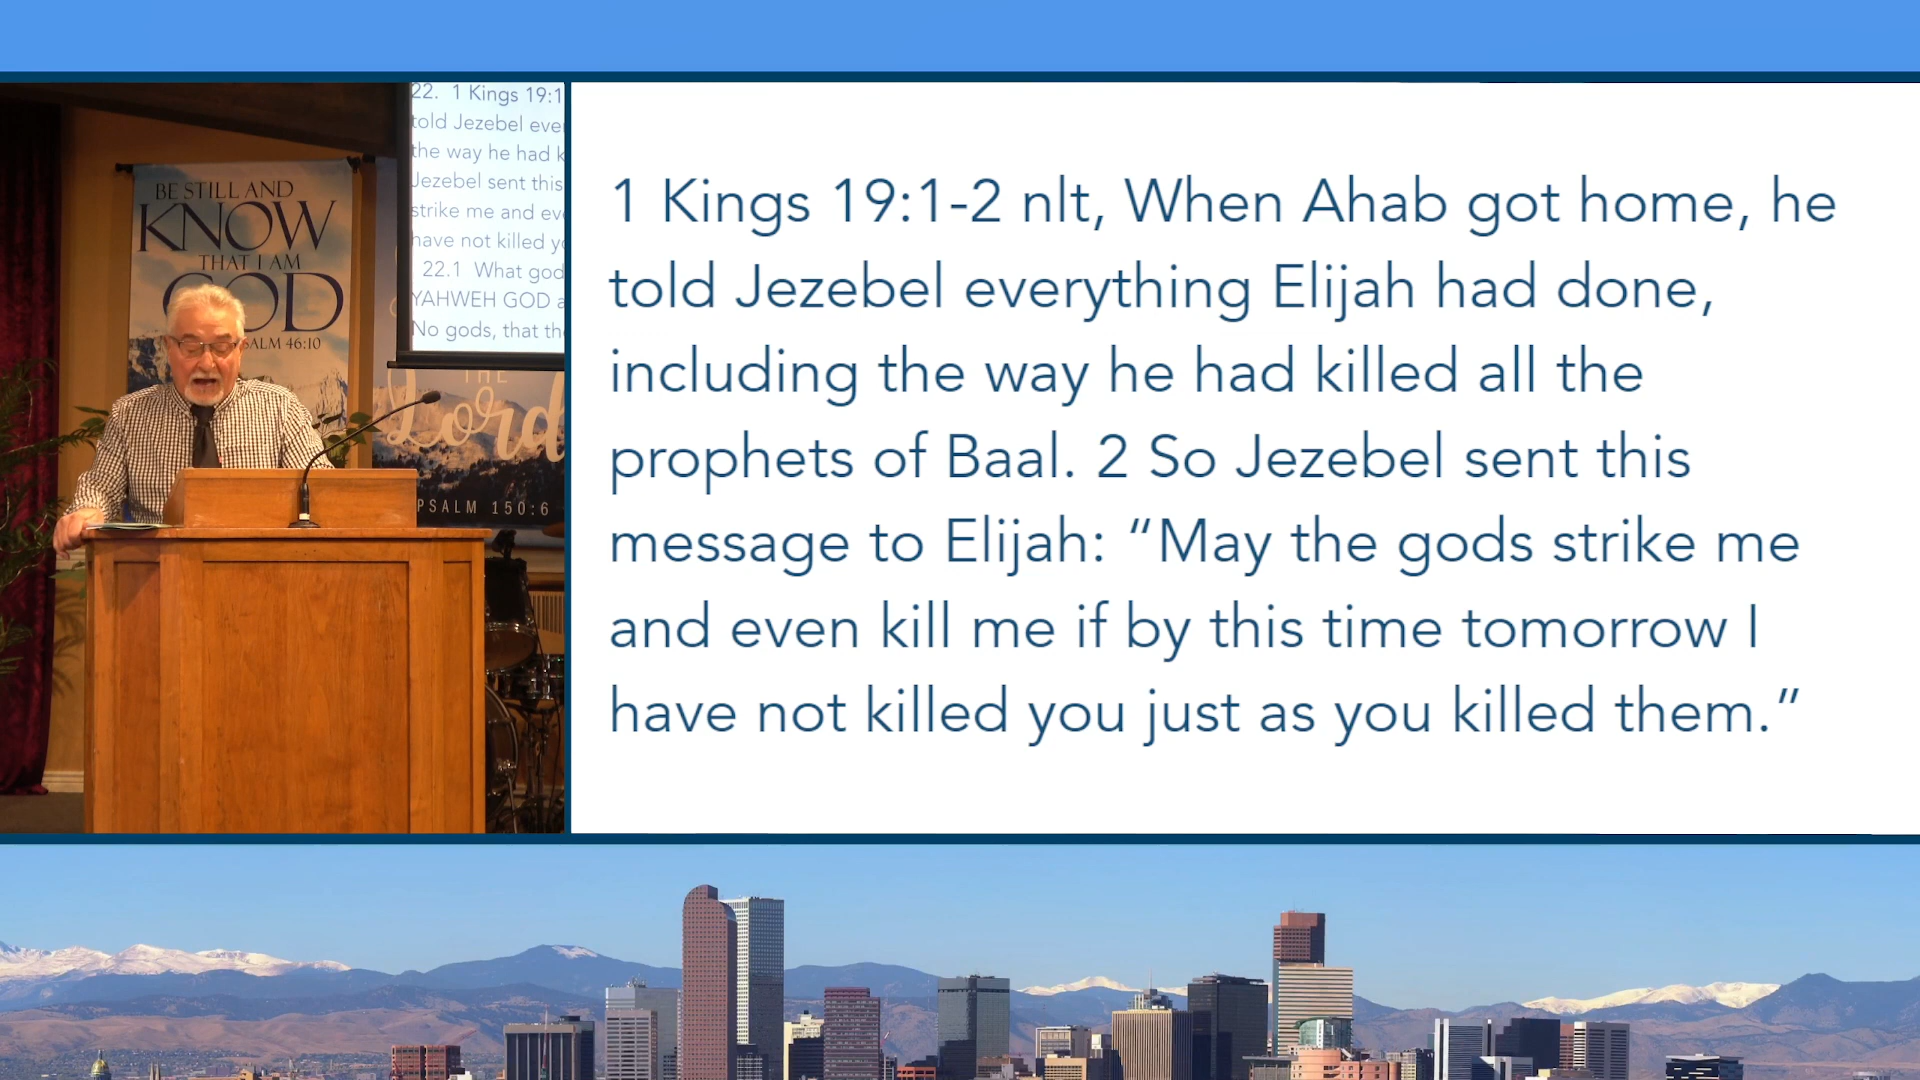 BE STILL AND
KNOW
THAT I AM
GOD
PSALM 46:10
22. 1 Kings 19:1
told Jezebel
the way he had
Jezebel sent this
strike me and
have not killed
22.1 What god
YAHWEH GOD
No gods, that
THE
Lord
PSALM 150:6
1 Kings 19:1-2 nlt, When Ahab got home, he
told Jezebel everything Elijah had done,
including the way he had killed all the
prophets of Baal. 2 So Jezebel sent this
message to Elijah: “May the gods strike me
and even kill me if by this time tomorrow I
have not killed you just as you killed them.”